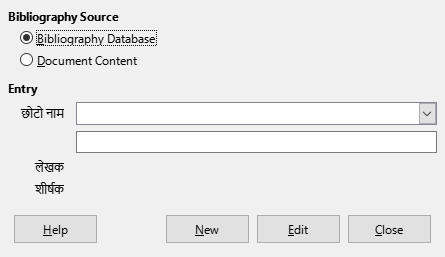 Bibliography Source
Bibliography Database
Document Content
Entry
छोटो नाम
लेखक
शीर्षक
Help New Edit Close